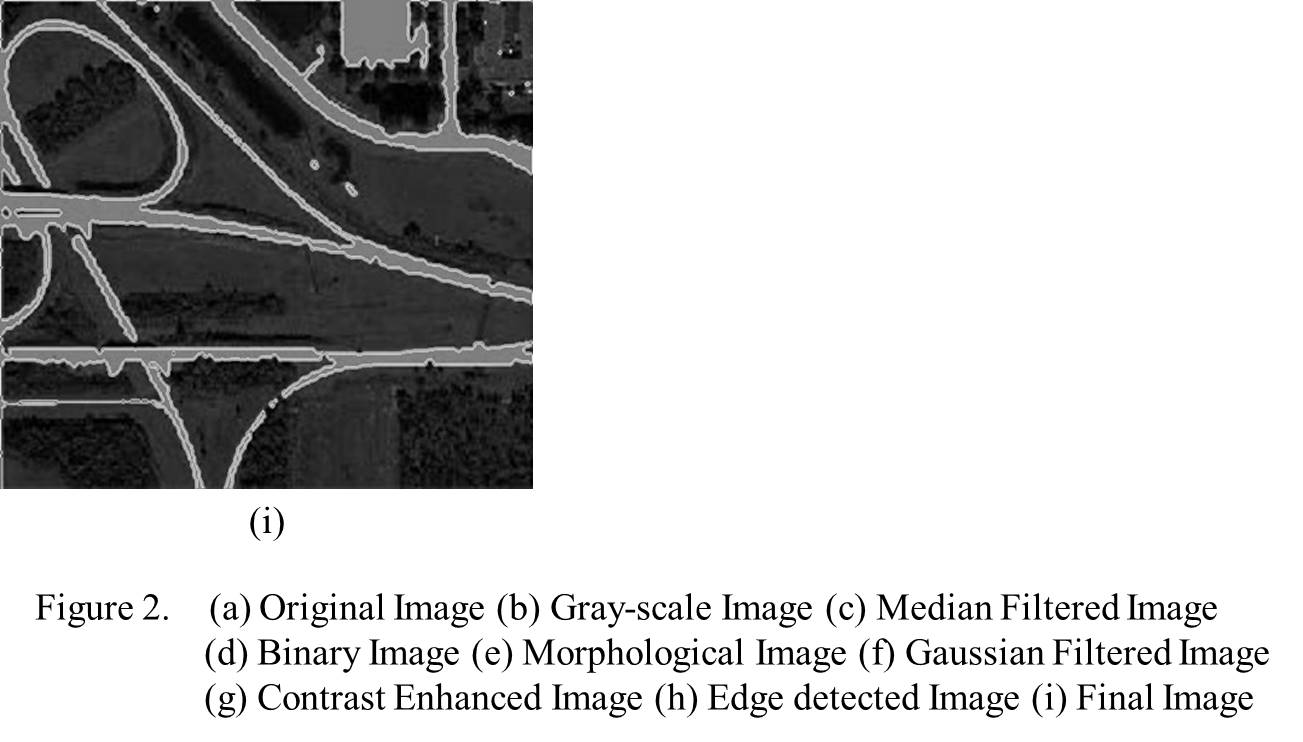 (i)
Figure 2. (a) Original Image (b) Gray-scale Image (c) Median Filtered Image
(d) Binary Image (e) Morphological Image (f) Gaussian Filtered Image
(g) Contrast Enhanced Image (h) Edge detected Image (i) Final Image